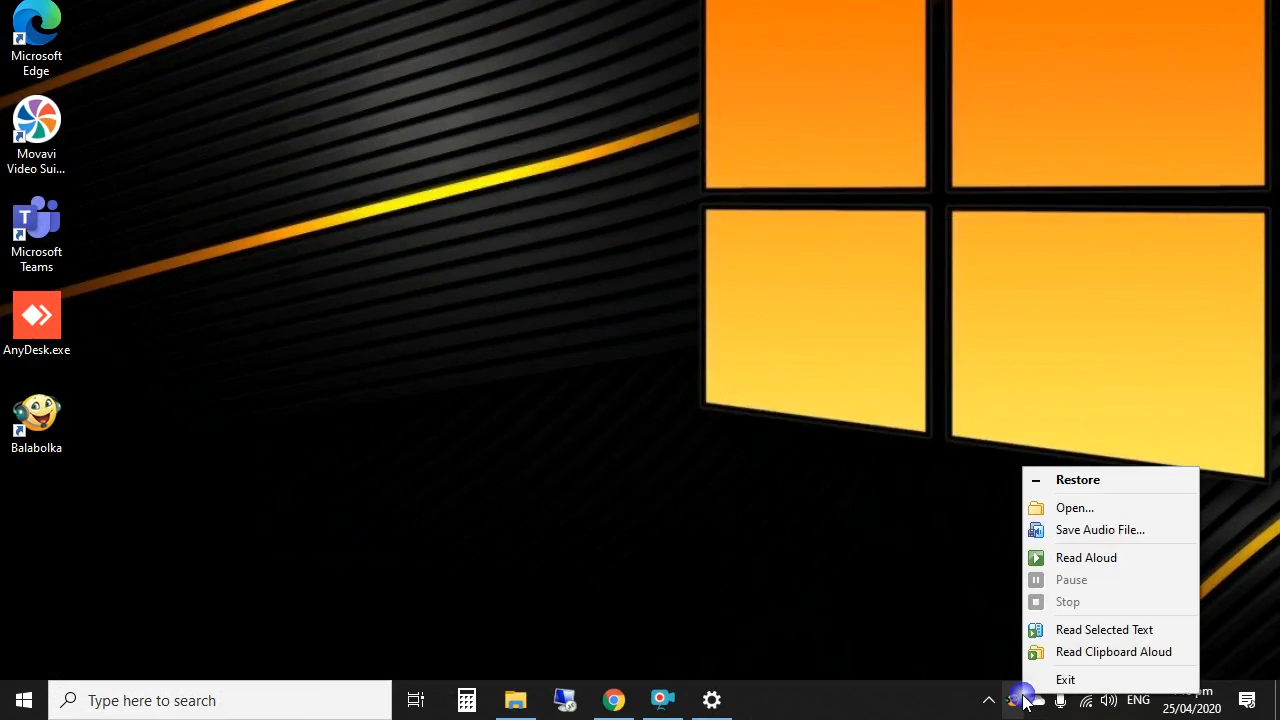 Microsoft
Edge
Movavi
Video Sui...
T
Microsoft
Teams
AnyDesk.exe
Balabolka
Restore
Open...
Save Audio File...
Read Aloud
Pause
Stop
Read Selected Text
Read Clipboard Aloud
Exit
Type here to search
ENG
pm
25/04/2020